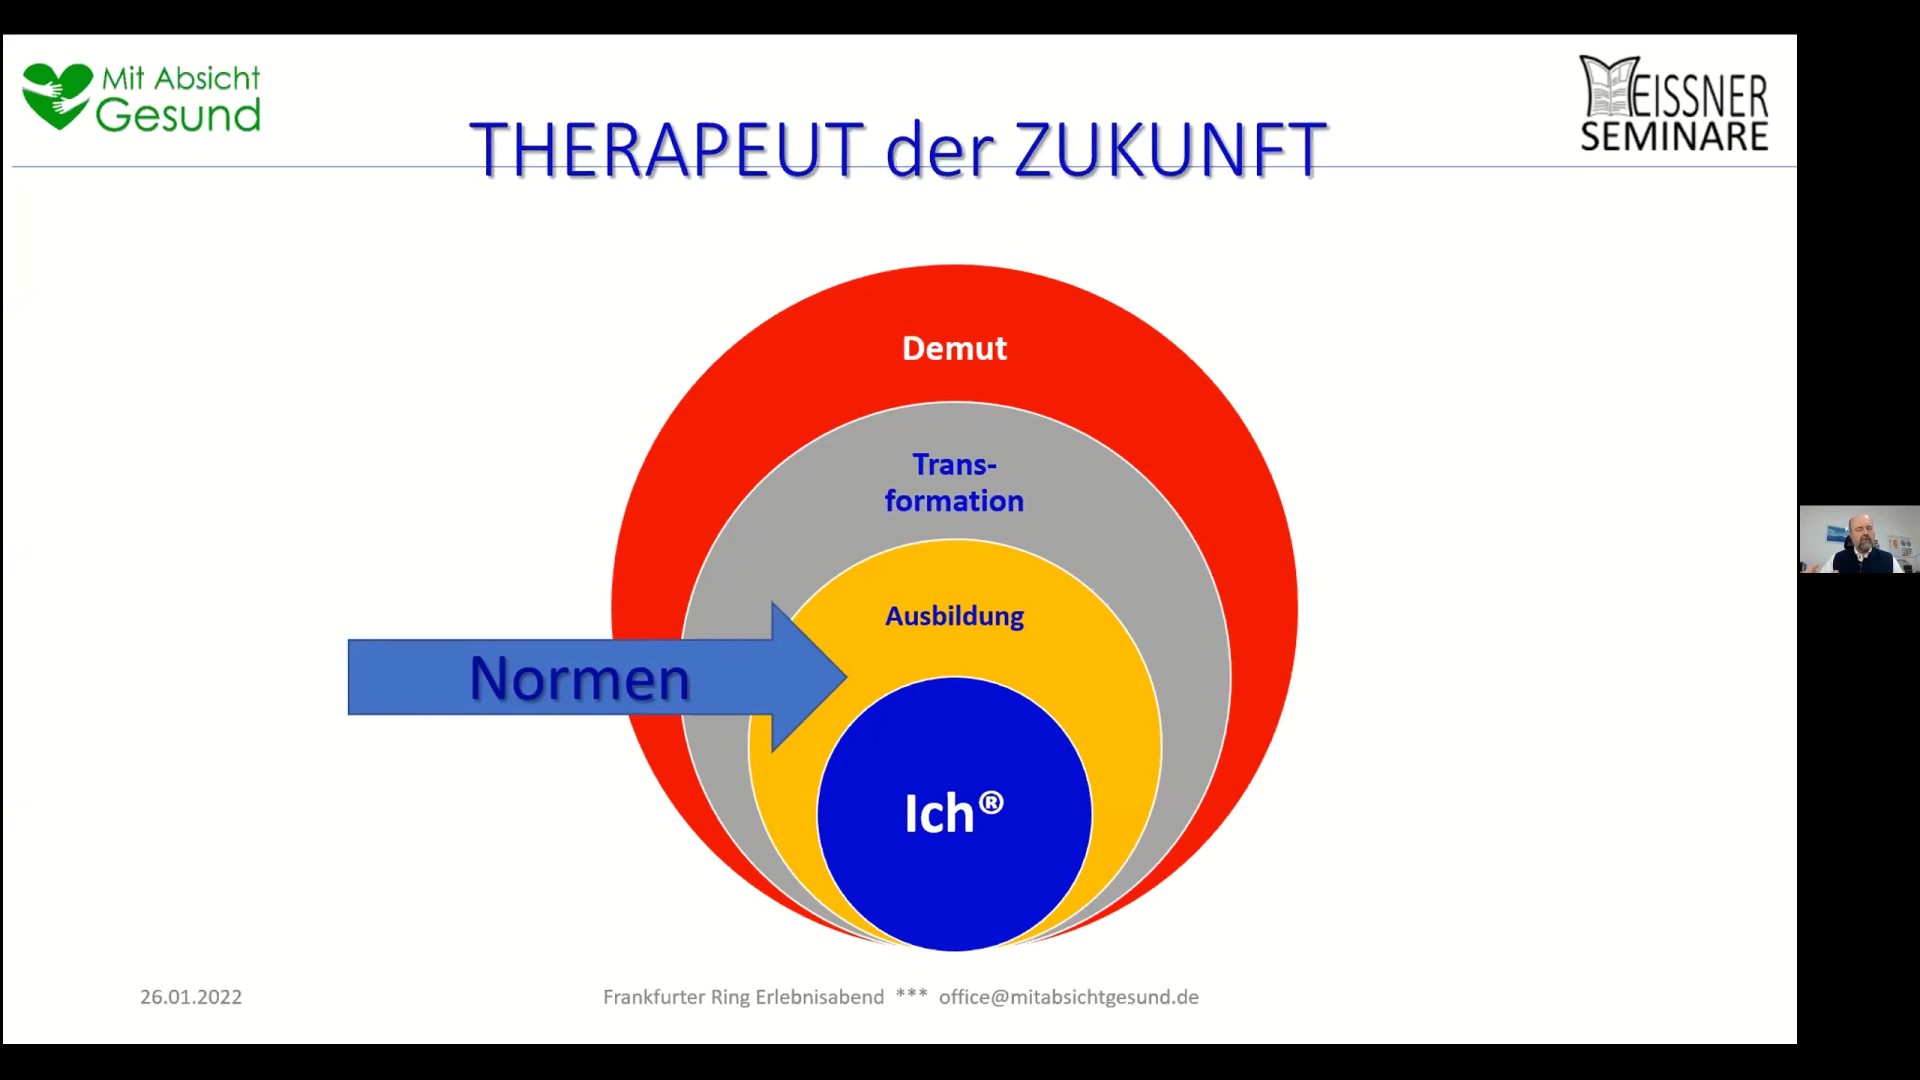 Mit Absicht
Gesund
MEISSNER
SEMINARE
THERAPEUT der ZUKUNFT
Demut
Trans-
formation
Ausbildung
Normen
Ich®
26.01.2022
Frankfurter Ring Erlebnisabend *** office@mitabsichtgesund.de